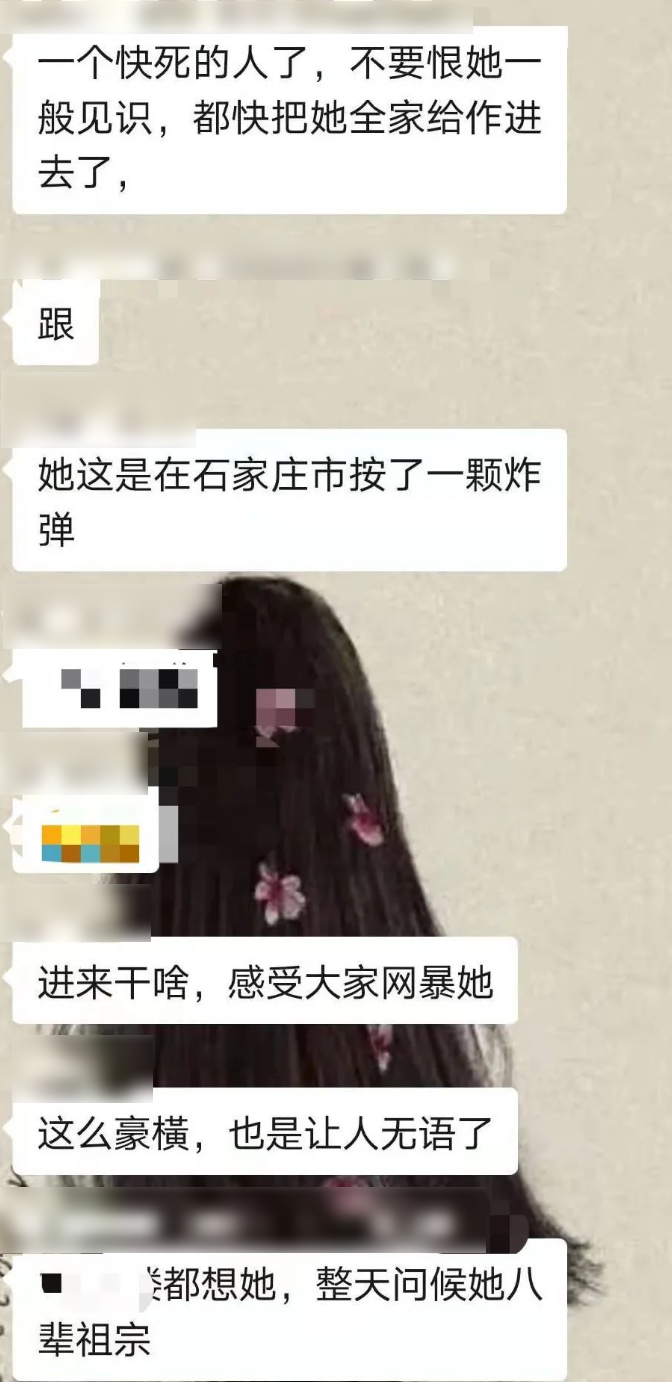 一个快死的人了，不要恨她一
般见识，都快把她全家给作进
去了，
跟
她这是在石家庄市按了一颗炸
弹
进来干啥，感受大家网暴她
这么豪横，也是让人无语了
都想她，整天问候她八
辈祖宗